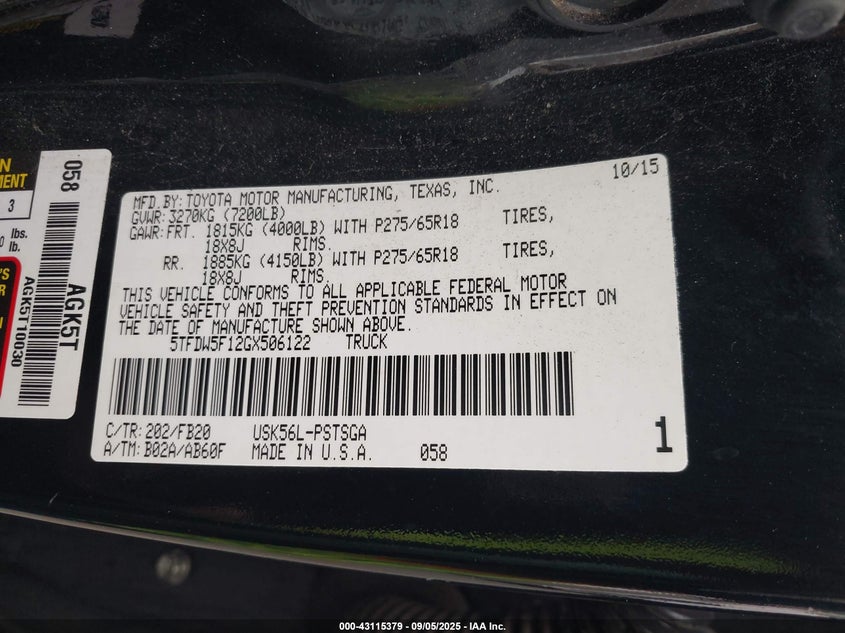 10/15
MFD.BY:TOYOTA MOTOR MANUFACTURING, TEXAS, INC.
GVWR:3270KG (7200LB)
GAWR:FRT. 1815KG (4000LB) WITH P275/65R18 TIRES,
18X8J RIMS.
RR. 1885KG (4150LB) WITH P275/65R18 TIRES,
18X8J RIMS.
THIS VEHICLE CONFORMS TO ALL APPLICABLE FEDERAL MOTOR
VEHICLE SAFETY AND THEFT PREVENTION STANDARDS IN EFFECT ON
THE DATE OF MANUFACTURE SHOWN ABOVE.
5TFDW5F12GX506122 TRUCK
C/TR:202/FB20 USK56L-PSTSGA
A/TM:B02A/AB60F MADE IN U.S.A. 058
1
058
AGK5T
AGK5T10030
3
lbs.
lb.
000-43115379 - 09/05/2025 - IAA Inc.